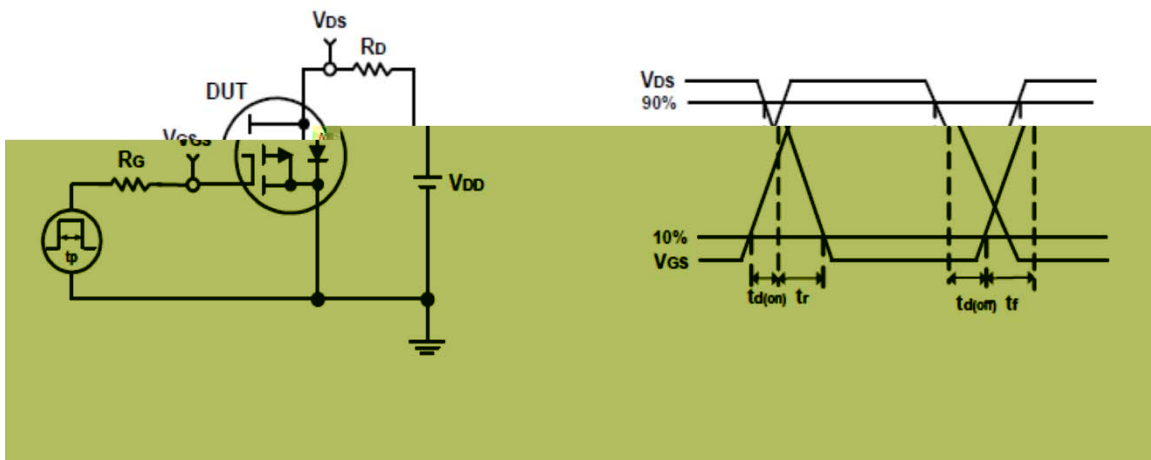 VDS
RD
DUT
VGS
RG
VDD
tp
VDS
90%
10%
VGS
td(on) tr
td(off) tf